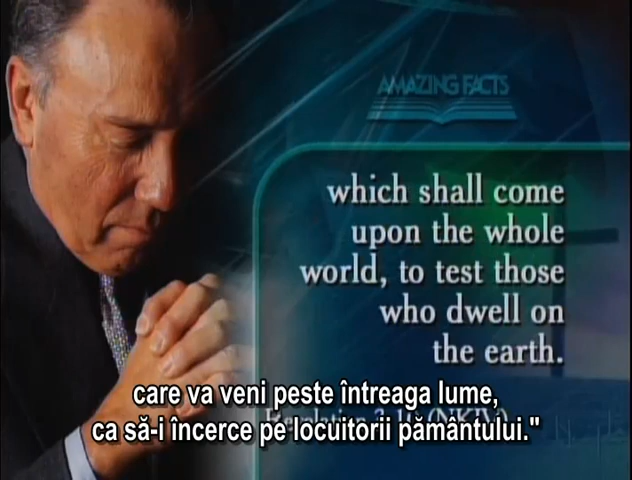 AMAZING FACTS
which shall come
upon the whole
world, to test those
who dwell on
the earth.
care va veni peste întreaga lume,
ca să-i încerce pe locuitorii pământului."